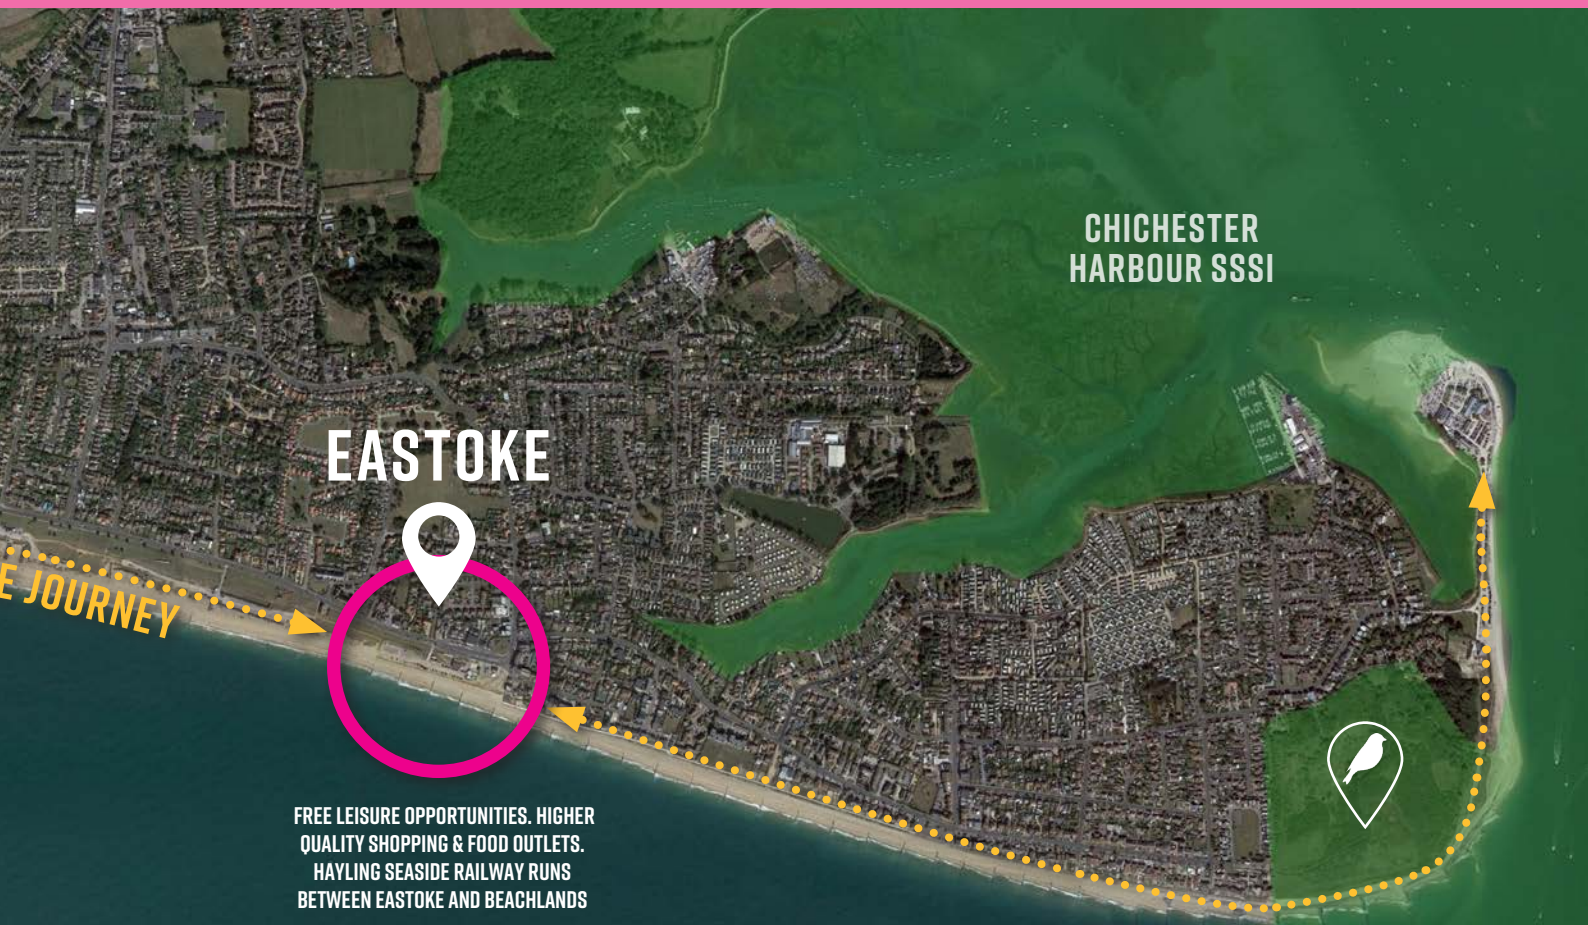 CHICHESTER
HARBOUR SSSI
EASTOKE
E JOURNEY
FREE LEISURE OPPORTUNITIES. HIGHER
QUALITY SHOPPING & FOOD OUTLETS.
HAYLING SEASIDE RAILWAY RUNS
BETWEEN EASTOKE AND BEACHLANDS